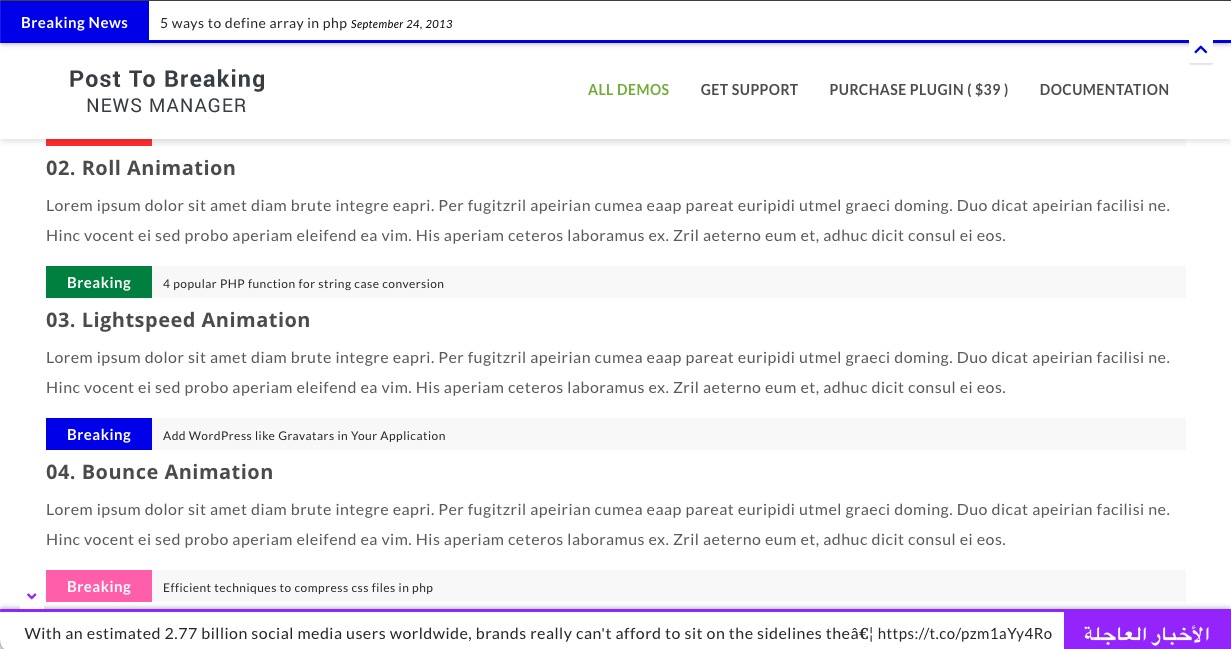 Breaking News 5 ways to define array in php September 24, 2013
Post To Breaking
NEWS MANAGER
ALL DEMOS GET SUPPORT PURCHASE PLUGIN ( $39 ) DOCUMENTATION
02. Roll Animation
Lorem ipsum dolor sit amet diam brute integre eapri. Per fugitzril apeirian cumea eaap pareat euripidi utmel graeci doming. Duo dicat apeirian facilisi ne.
Hinc vocent ei sed probo aperiam eleifend ea vim. His aperiam ceteros laboramus ex. Zril aeterno eum et, adhuc dicit consul ei eos.
Breaking 4 popular PHP function for string case conversion
03. Lightspeed Animation
Lorem ipsum dolor sit amet diam brute integre eapri. Per fugitzril apeirian cumea eaap pareat euripidi utmel graeci doming. Duo dicat apeirian facilisi ne.
Hinc vocent ei sed probo aperiam eleifend ea vim. His aperiam ceteros laboramus ex. Zril aeterno eum et, adhuc dicit consul ei eos.
Breaking Add WordPress like Gravatars in Your Application
04. Bounce Animation
Lorem ipsum dolor sit amet diam brute integre eapri. Per fugitzril apeirian cumea eaap pareat euripidi utmel graeci doming. Duo dicat apeirian facilisi ne.
Hinc vocent ei sed probo aperiam eleifend ea vim. His aperiam ceteros laboramus ex. Zril aeterno eum et, adhuc dicit consul ei eos.
Breaking Efficient techniques to compress css files in php
With an estimated 2.77 billion social media users worldwide, brands really can't afford to sit on the sidelines theâ€¦ https://t.co/pzm1aYy4Ro الأخبار العاجلة